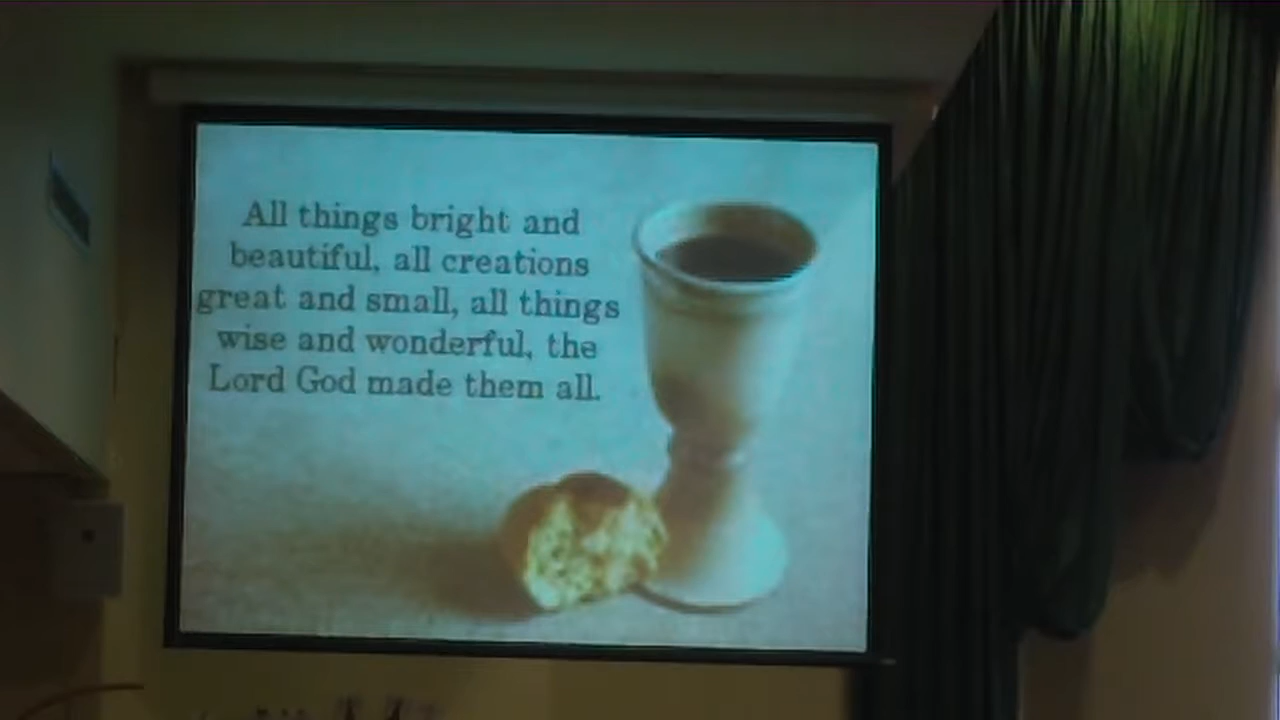 All things bright and
beautiful, all creations
great and small, all things
wise and wonderful, the
Lord God made them all.